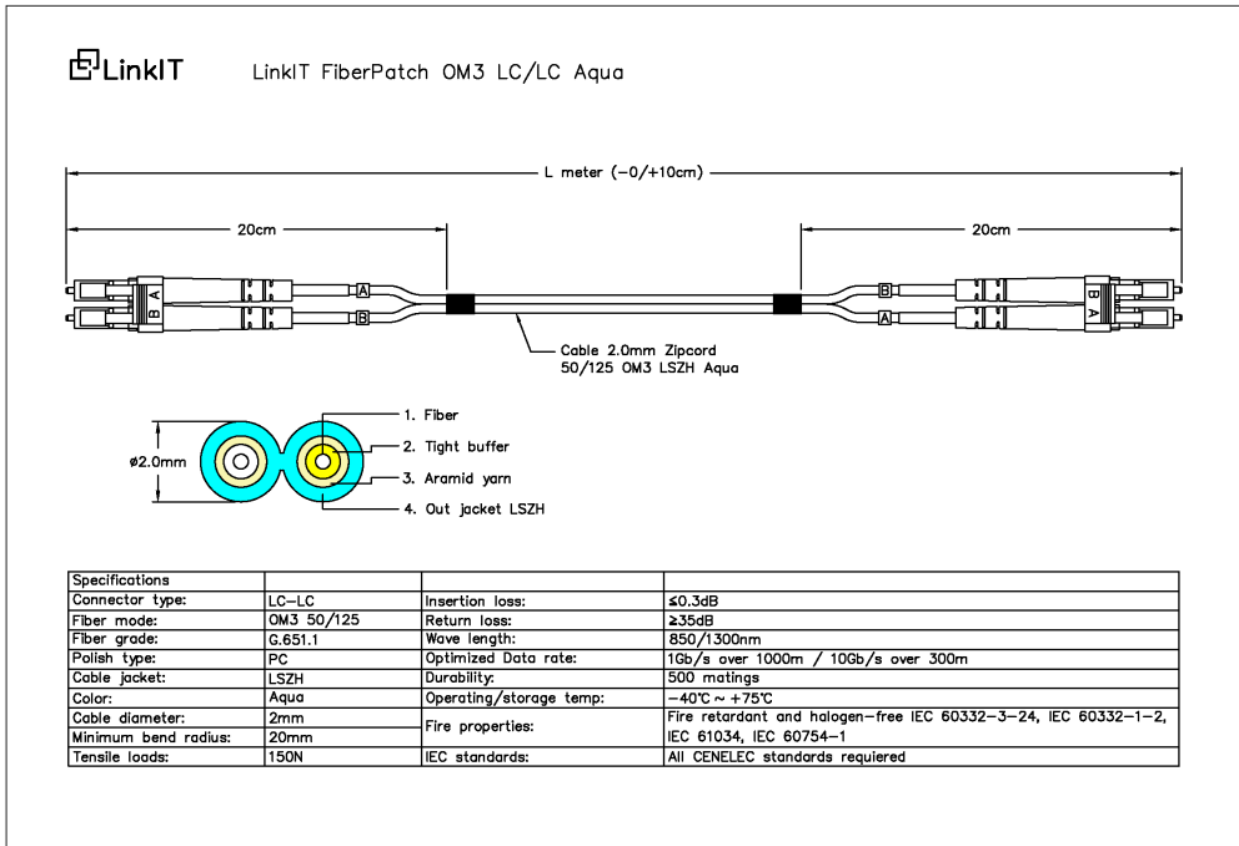 LinkIT LinkIT FiberPatch OM3 LC/LC Aqua
L meter (-0/+10cm)
20cm 20cm
A B
B A
A B
B A
Cable 2.0mm Zipcord
50/125 OM3 LSZH Aqua
1. Fiber
2. Tight buffer
ø2.0mm
3. Aramid yarn
4. Out jacket LSZH
Specifications
Connector type: LC-LC Insertion loss: ≤0.3dB
Fiber mode: OM3 50/125 Return loss: ≥35dB
Fiber grade: G.651.1 Wave length: 850/1300nm
Polish type: PC Optimized Data rate: 1Gb/s over 1000m / 10Gb/s over 300m
Cable jacket: LSZH Durability: 500 matings
Color: Aqua Operating/storage temp: -40℃ ~ +75℃
Cable diameter: 2mm Fire properties: Fire retardant and halogen-free IEC 60332-3-24, IEC 60332-1-2,
Minimum bend radius: 20mm IEC 61034, IEC 60754-1
Tensile loads: 150N IEC standards: All CENELEC standards requiered